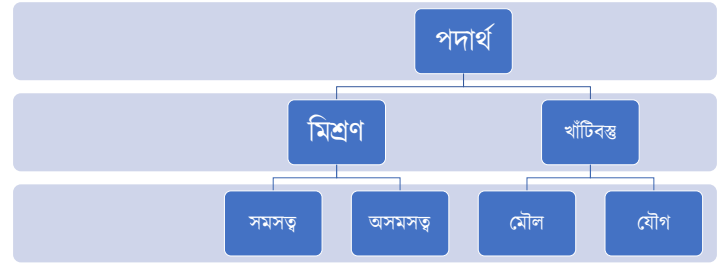 পদার্থ
মিশ্রণ
খাঁটিবস্তু
সমসত্ব
অসমসত্ব
মৌল
যৌগ